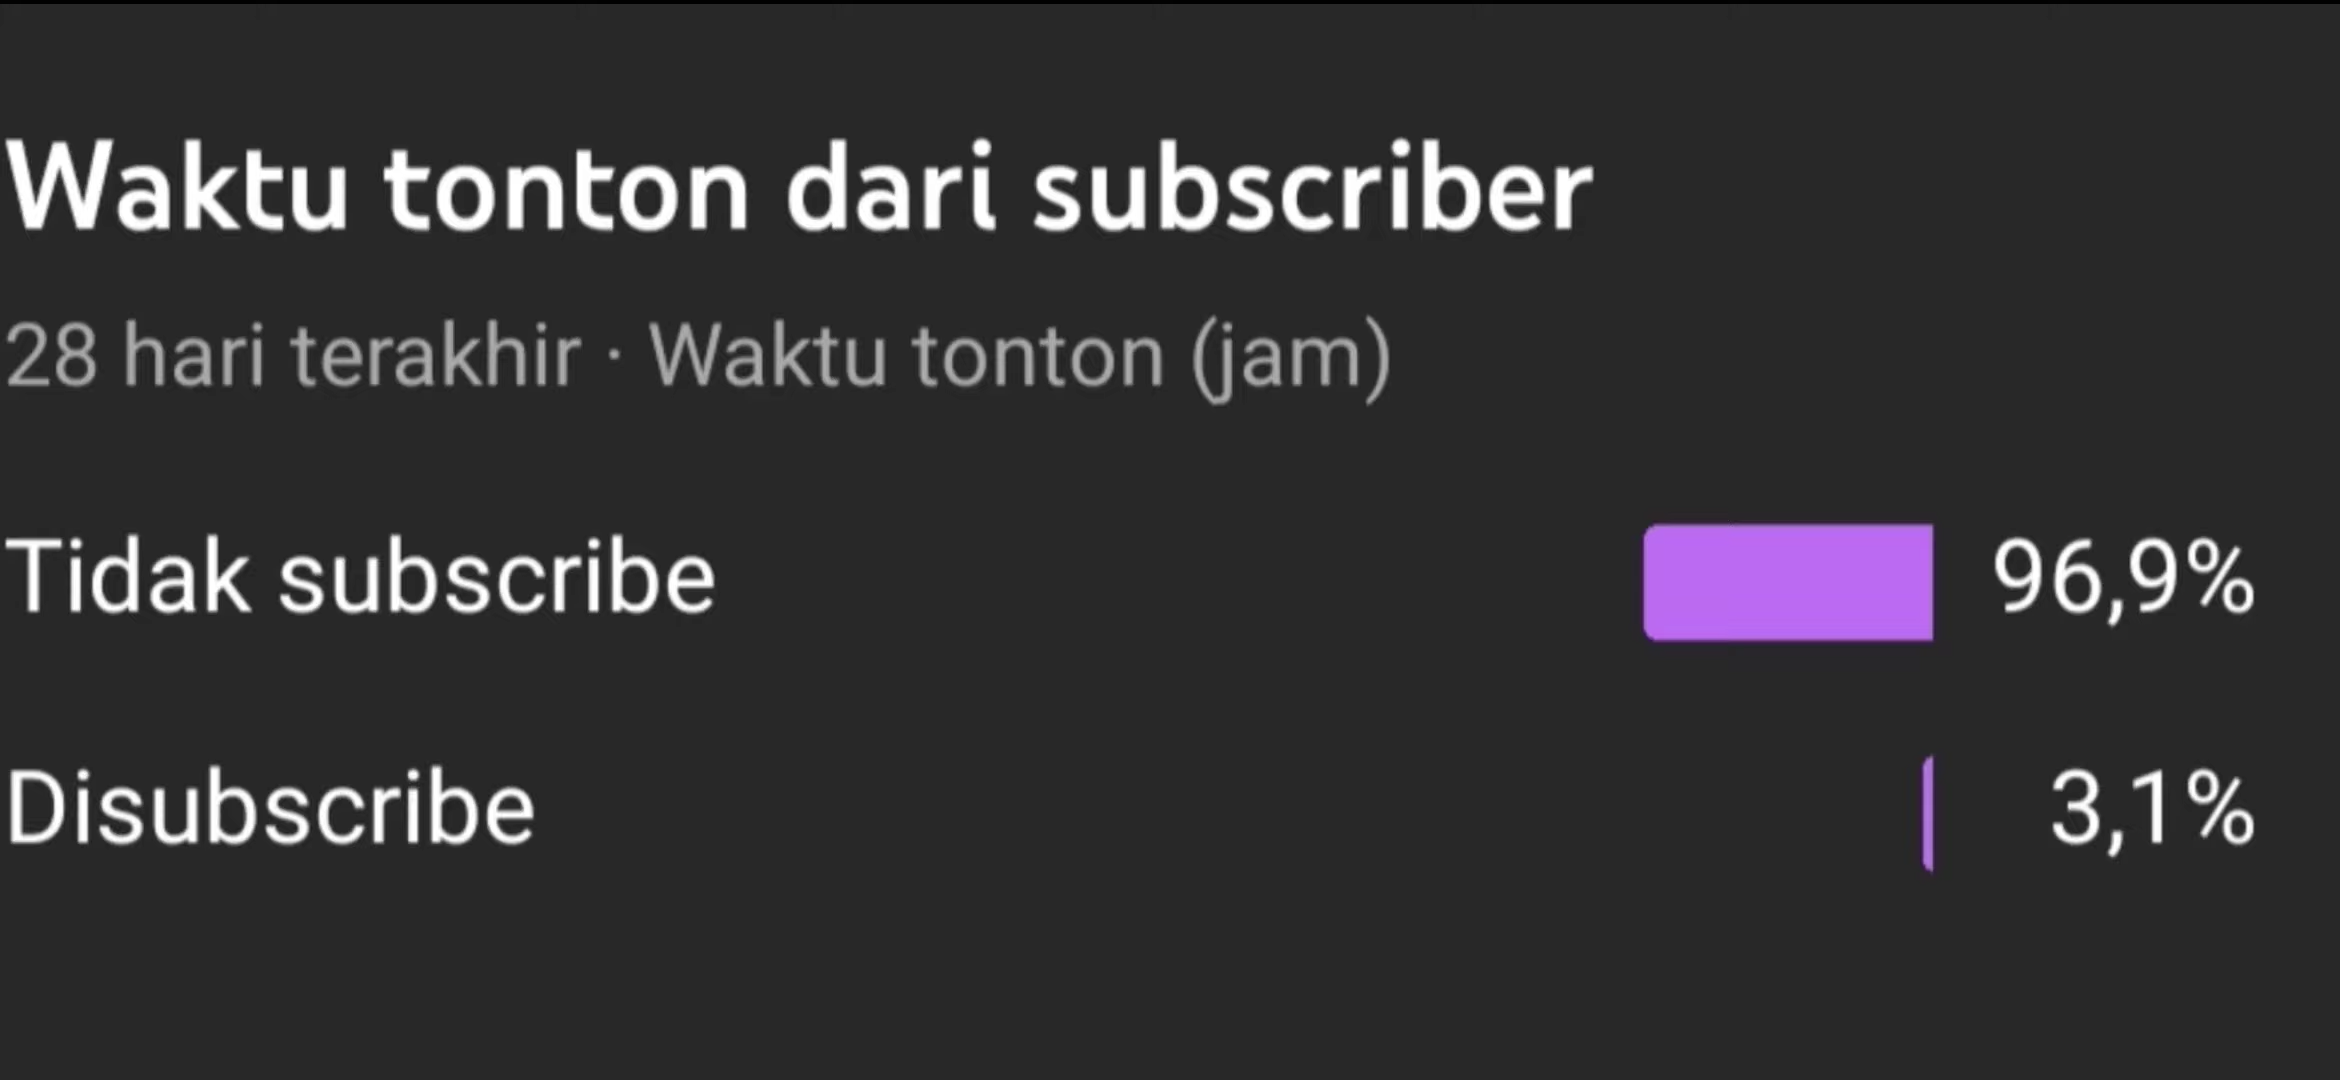 Waktu tonton dari subscriber
28 hari terakhir · Waktu tonton (jam)
Tidak subscribe 96,9%
Disubscribe 3,1%